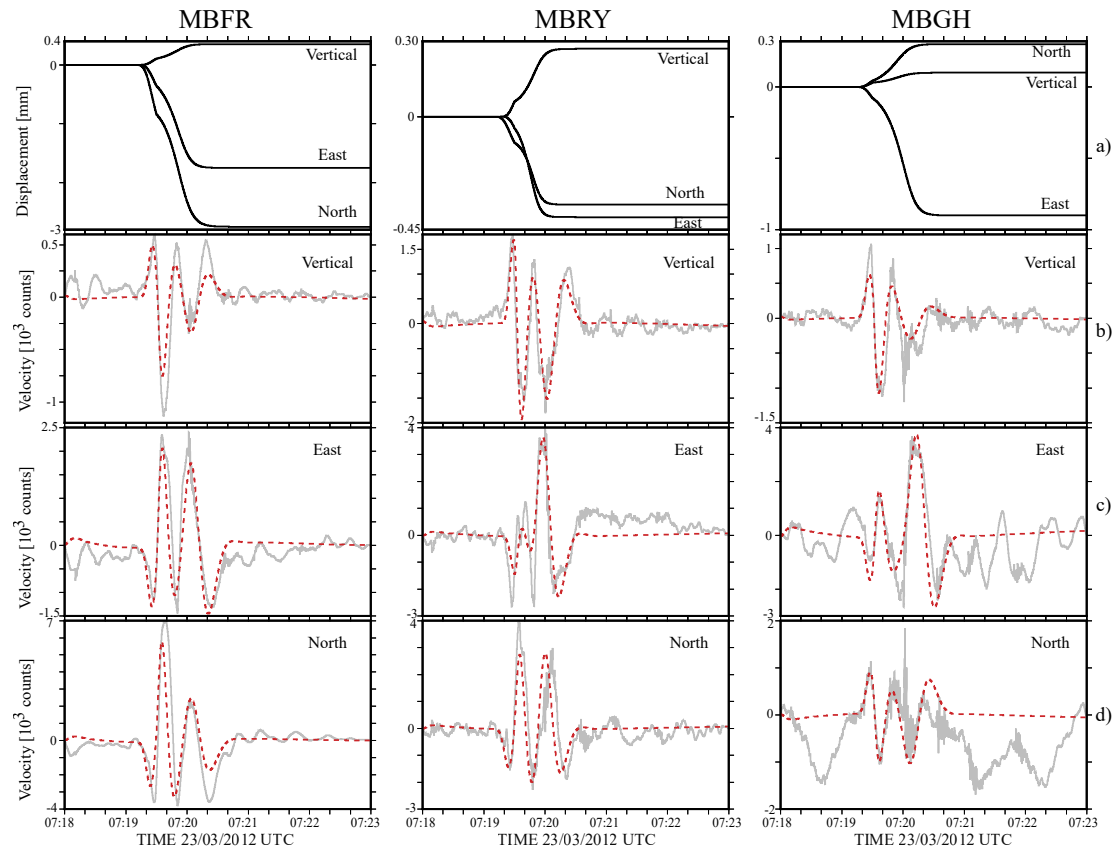 MBFR MBRY MBGH
0.4 0.30 0.3
Vertical Vertical North
0 Vertical
0 0
Displacement [mm] a)
East North East
North East
-3 -0.45 -1
0.5 1.5 1
Vertical Vertical Vertical
0 0 0
Velocity [10³ counts] b)
-1 -2 -1.5
2.5 4 4
East East East
Velocity [10³ counts] c)
0 0 0
-1.5 -3 -3
7 4 2
North North North
Velocity [10³ counts] d)
0 0 0
-4 -3 -2
07:18 07:19 07:20 07:21 07:22 07:23 07:18 07:19 07:20 07:21 07:22 07:23 07:18 07:19 07:20 07:21 07:22 07:23
TIME 23/03/2012 UTC TIME 23/03/2012 UTC TIME 23/03/2012 UTC